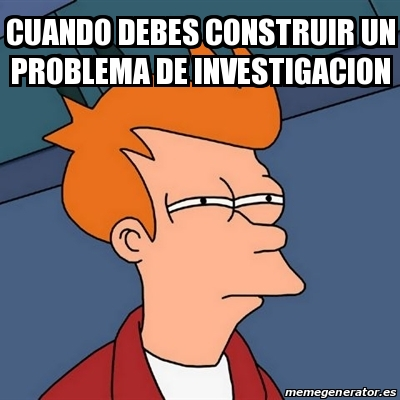 CUANDO DEBES CONSTRUIR UN
PROBLEMA DE INVESTIGACION
memegenerator.es